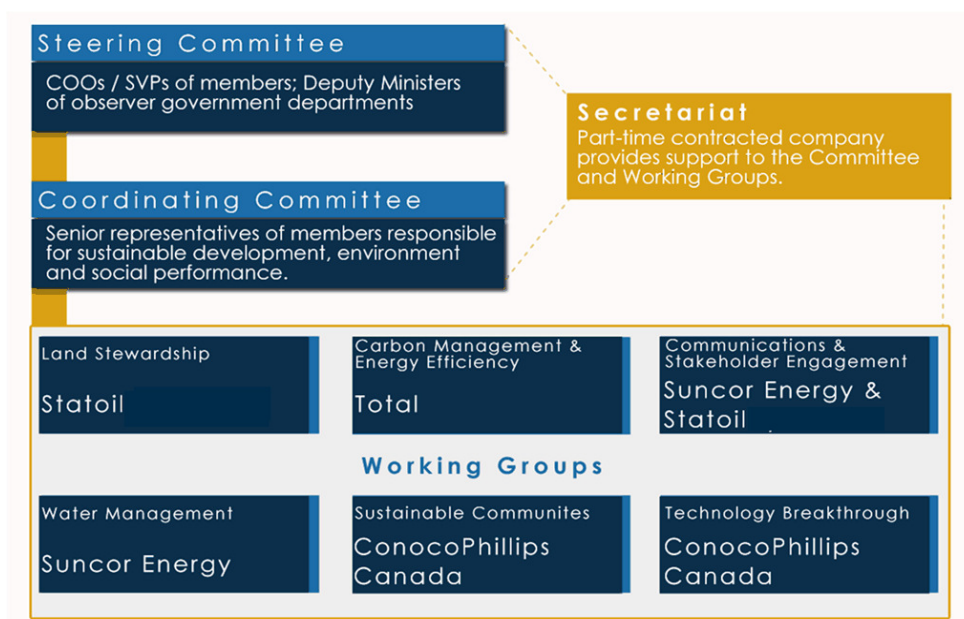 Steering Committee
COOs / SVPs of members; Deputy Ministers
of observer government departments
Secretariat
Part-time contracted company
provides support to the Committee
and Working Groups.
Coordinating Committee
Senior representatives of members responsible
for sustainable development, environment
and social performance.
Land Stewardship
Statoil
Carbon Management &
Energy Efficiency
Total
Communications &
Stakeholder Engagement
Suncor Energy &
Statoil
Working Groups
Water Management
Suncor Energy
Sustainable Communites
ConocoPhillips
Canada
Technology Breakthrough
ConocoPhillips
Canada